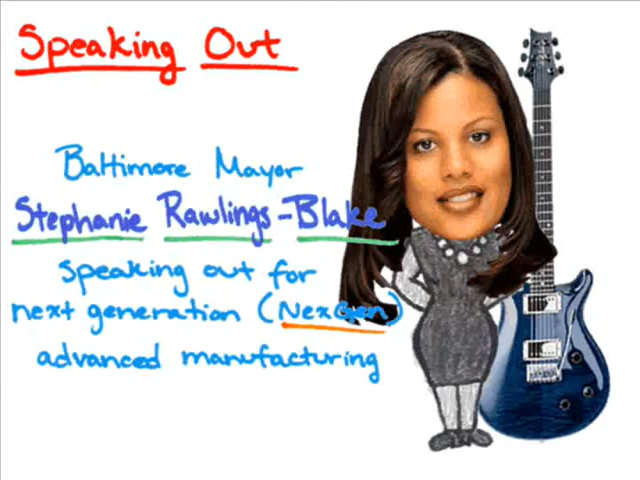 Speaking Out
Baltimore Mayor
Stephanie Rawlings-Blake
speaking out for
next generation (NexGen)
advanced manufacturing